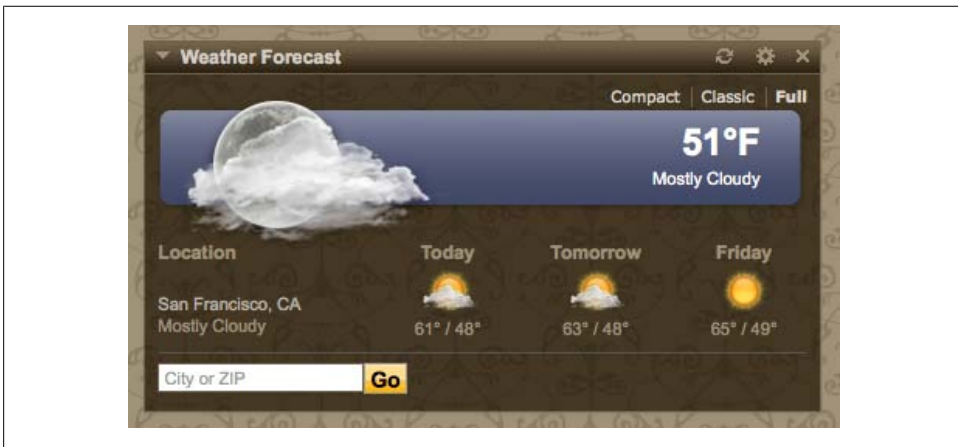 Weather Forecast
Compact Classic Full
51°F
Mostly Cloudy
Location Today Tomorrow Friday
San Francisco, CA
Mostly Cloudy 61° / 48° 63° / 48° 65° / 49°
City or ZIP Go